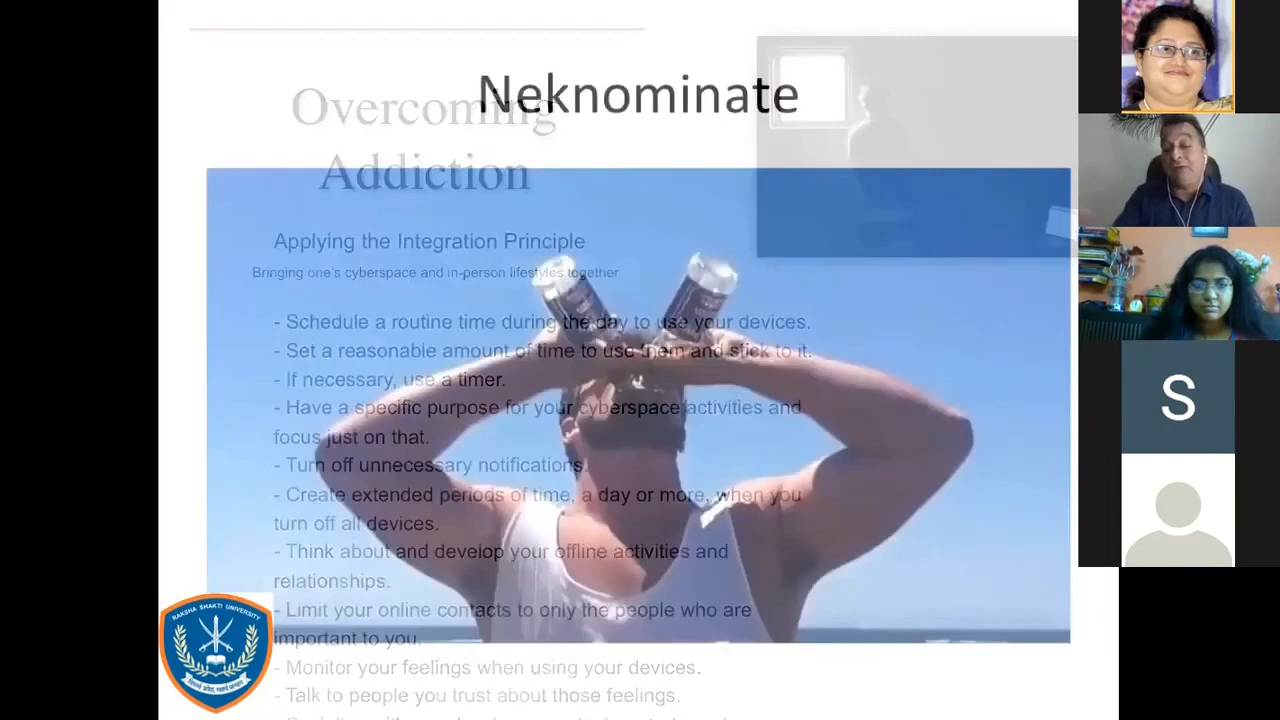 Neknominate
Overcoming
Addiction
Applying the Integration Principle
Bringing one's cyberspace and in-person lifestyles together
- Schedule a routine time during the day to use your devices.
- Set a reasonable amount of time to use them and stick to it.
- If necessary, use a timer.
- Have a specific purpose for your cyberspace activities and
focus just on that.
- Turn off unnecessary notifications.
- Create extended periods of time, a day or more, when you
turn off all devices.
- Think about and develop your offline activities and
relationships.
- Limit your online contacts to only the people who are
important to you.
- Monitor your feelings when using your devices.
- Talk to people you trust about those feelings.
RAKSHA SHAKTI UNIVERSITY
S